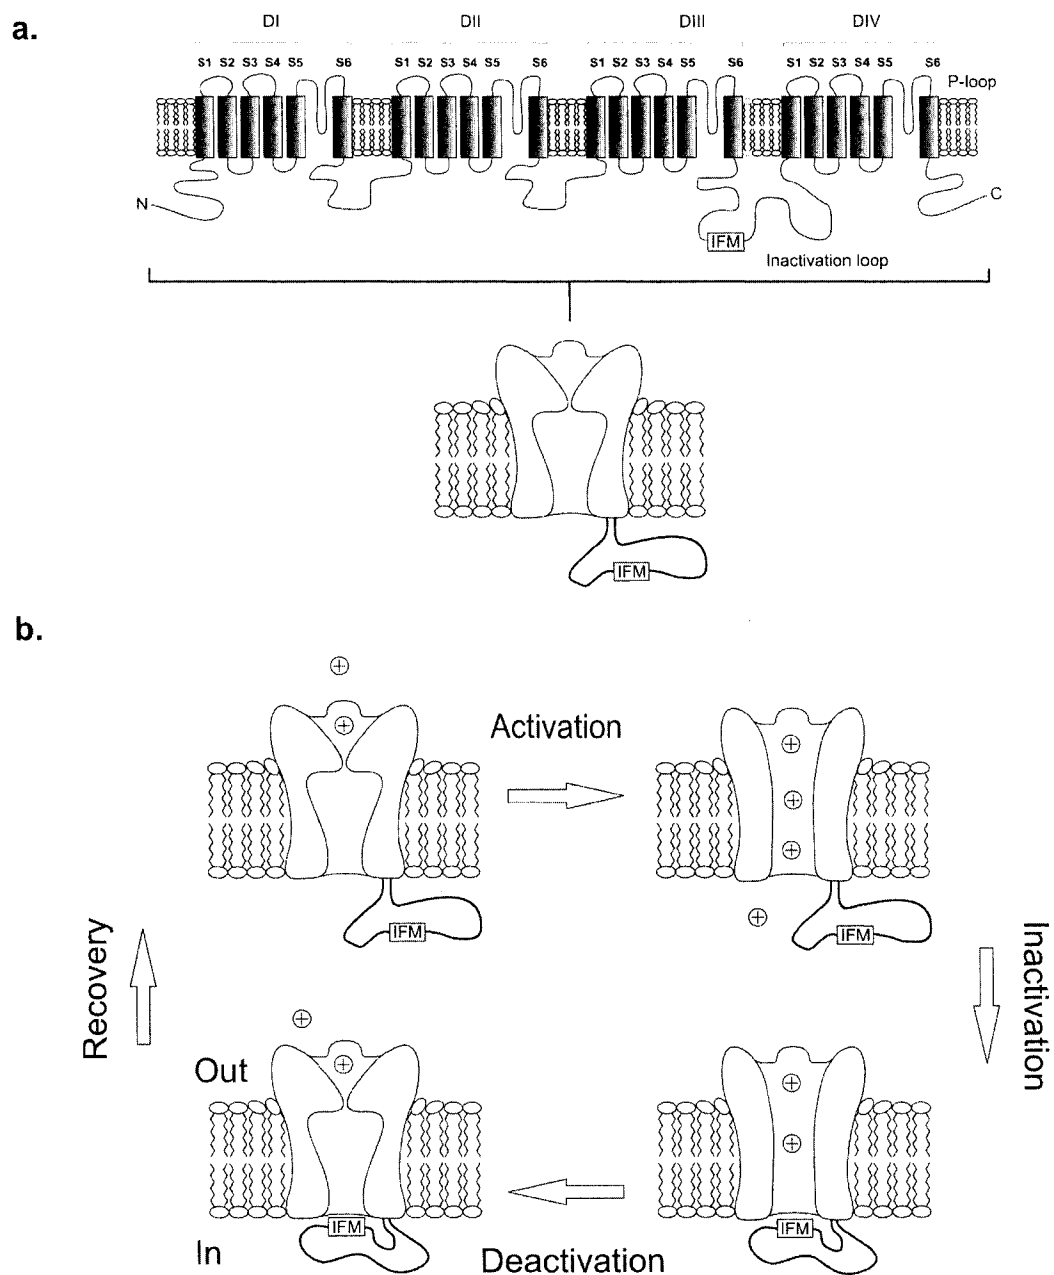 a.
DI DII DIII DIV
S1 S2 S3 S4 S5 S6 S1 S2 S3 S4 S5 S6 S1 S2 S3 S4 S5 S6 S1 S2 S3 S4 S5 S6
P-loop
N
C
IFM
Inactivation loop
IFM
b.
⊕
⊕
Activation
⊕
⊕
⊕
⊕
IFM
IFM
Recovery
Inactivation
⊕
Out
⊕
⊕
⊕
IFM
IFM
In
Deactivation